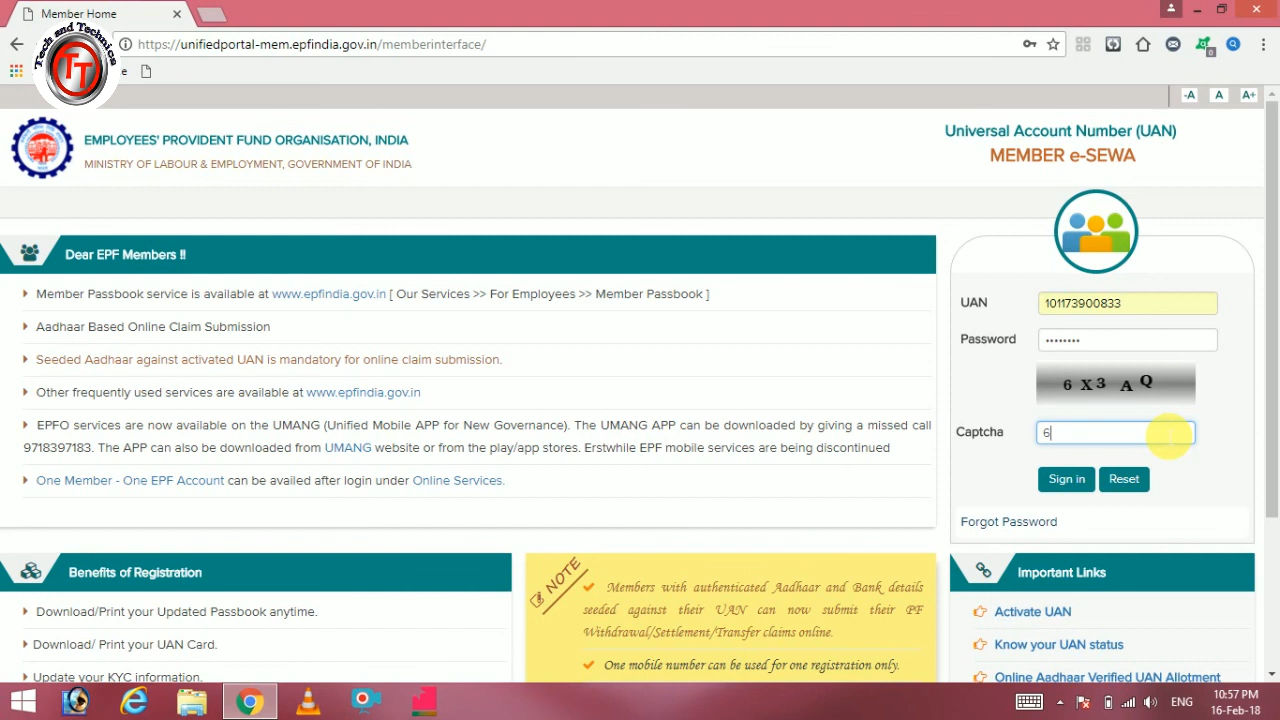 Member Home
https://unifiedportal-mem.epfindia.gov.in/memberinterface/
Tech and Technics
TT
-A A A+
EMPLOYEES' PROVIDENT FUND ORGANISATION, INDIA
MINISTRY OF LABOUR & EMPLOYMENT, GOVERNMENT OF INDIA
Universal Account Number (UAN)
MEMBER e-SEWA
Dear EPF Members !!
Member Passbook service is available at www.epfindia.gov.in [ Our Services >> For Employees >> Member Passbook ]
Aadhaar Based Online Claim Submission
Seeded Aadhaar against activated UAN is mandatory for online claim submission.
Other frequently used services are available at www.epfindia.gov.in
EPFO services are now available on the UMANG (Unified Mobile APP for New Governance). The UMANG APP can be downloaded by giving a missed call
9718397183. The APP can also be downloaded from UMANG website or from the play/app stores. Erstwhile EPF mobile services are being discontinued
One Member - One EPF Account can be availed after login under Online Services.
UAN 101173900833
Password ••••••••
6 X 3 A Q
Captcha 6
Sign in Reset
Forgot Password
Benefits of Registration
Download/Print your Updated Passbook anytime.
Download/ Print your UAN Card.
Update your KYC information.
NOTE
Members with authenticated Aadhaar and Bank details
seeded against their UAN can now submit their PF
Withdrawal/Settlement/Transfer claims online.
One mobile number can be used for one registration only.
Important Links
Activate UAN
Know your UAN status
Online Aadhaar Verified UAN Allotment
ENG
10:57 PM
16-Feb-18